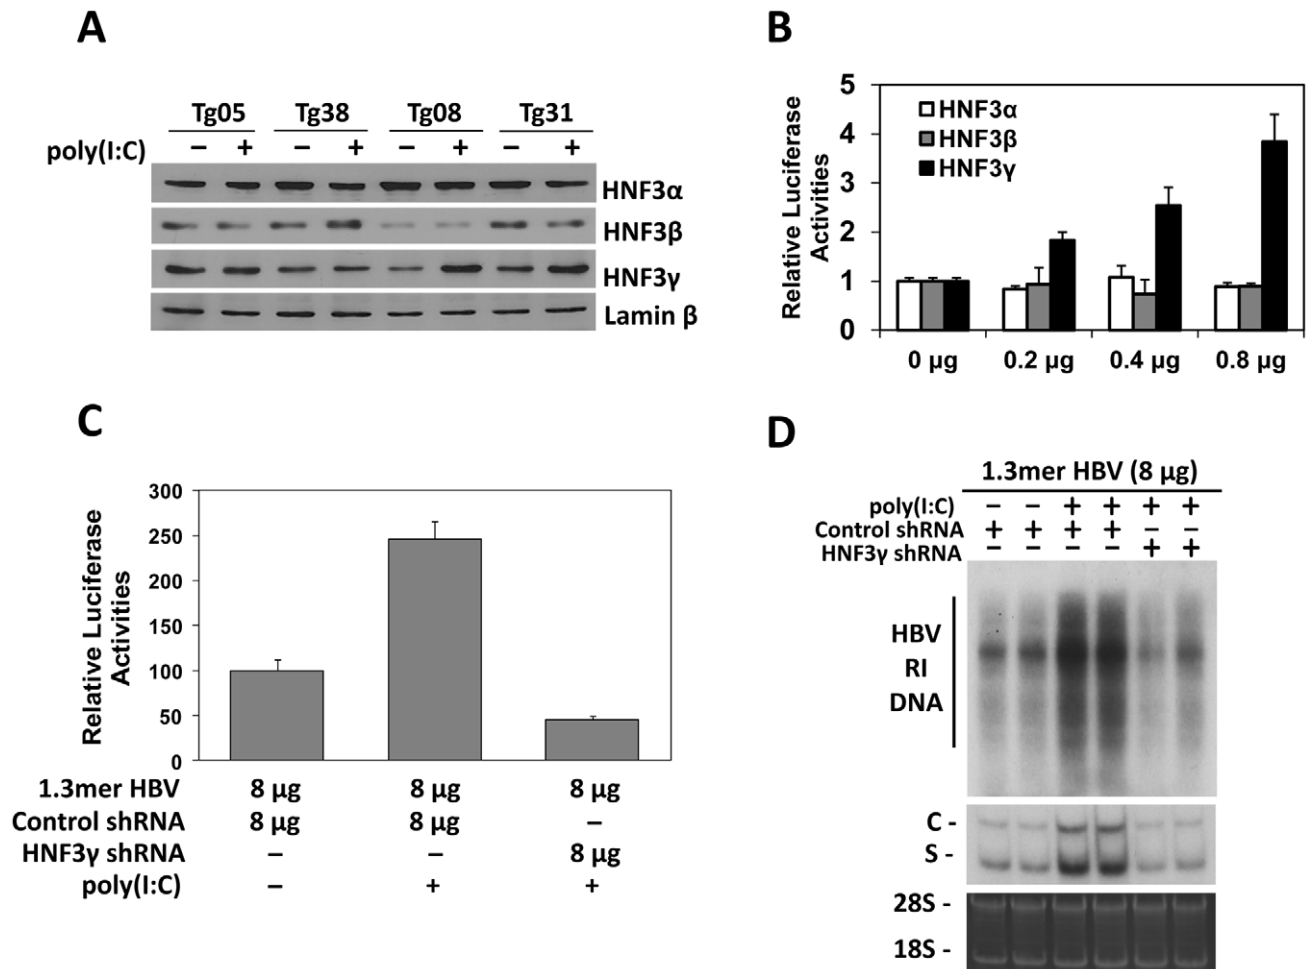 A
Tg05 Tg38 Tg08 Tg31
poly(I:C) – + – + – + – +
HNF3α
HNF3β
HNF3γ
Lamin β
B
Relative Luciferase
Activities
5
4
3
2
1
0
HNF3α
HNF3β
HNF3γ
0 μg 0.2 μg 0.4 μg 0.8 μg
C
Relative Luciferase
Activities
300
250
200
150
100
50
0
1.3mer HBV 8 μg 8 μg 8 μg
Control shRNA 8 μg 8 μg –
HNF3γ shRNA – – 8 μg
poly(I:C) – + +
D
1.3mer HBV (8 μg)
poly(I:C) – – + + + +
Control shRNA + + + + – –
HNF3γ shRNA – – – – + +
HBV
RI
DNA
C -
S -
28S -
18S -